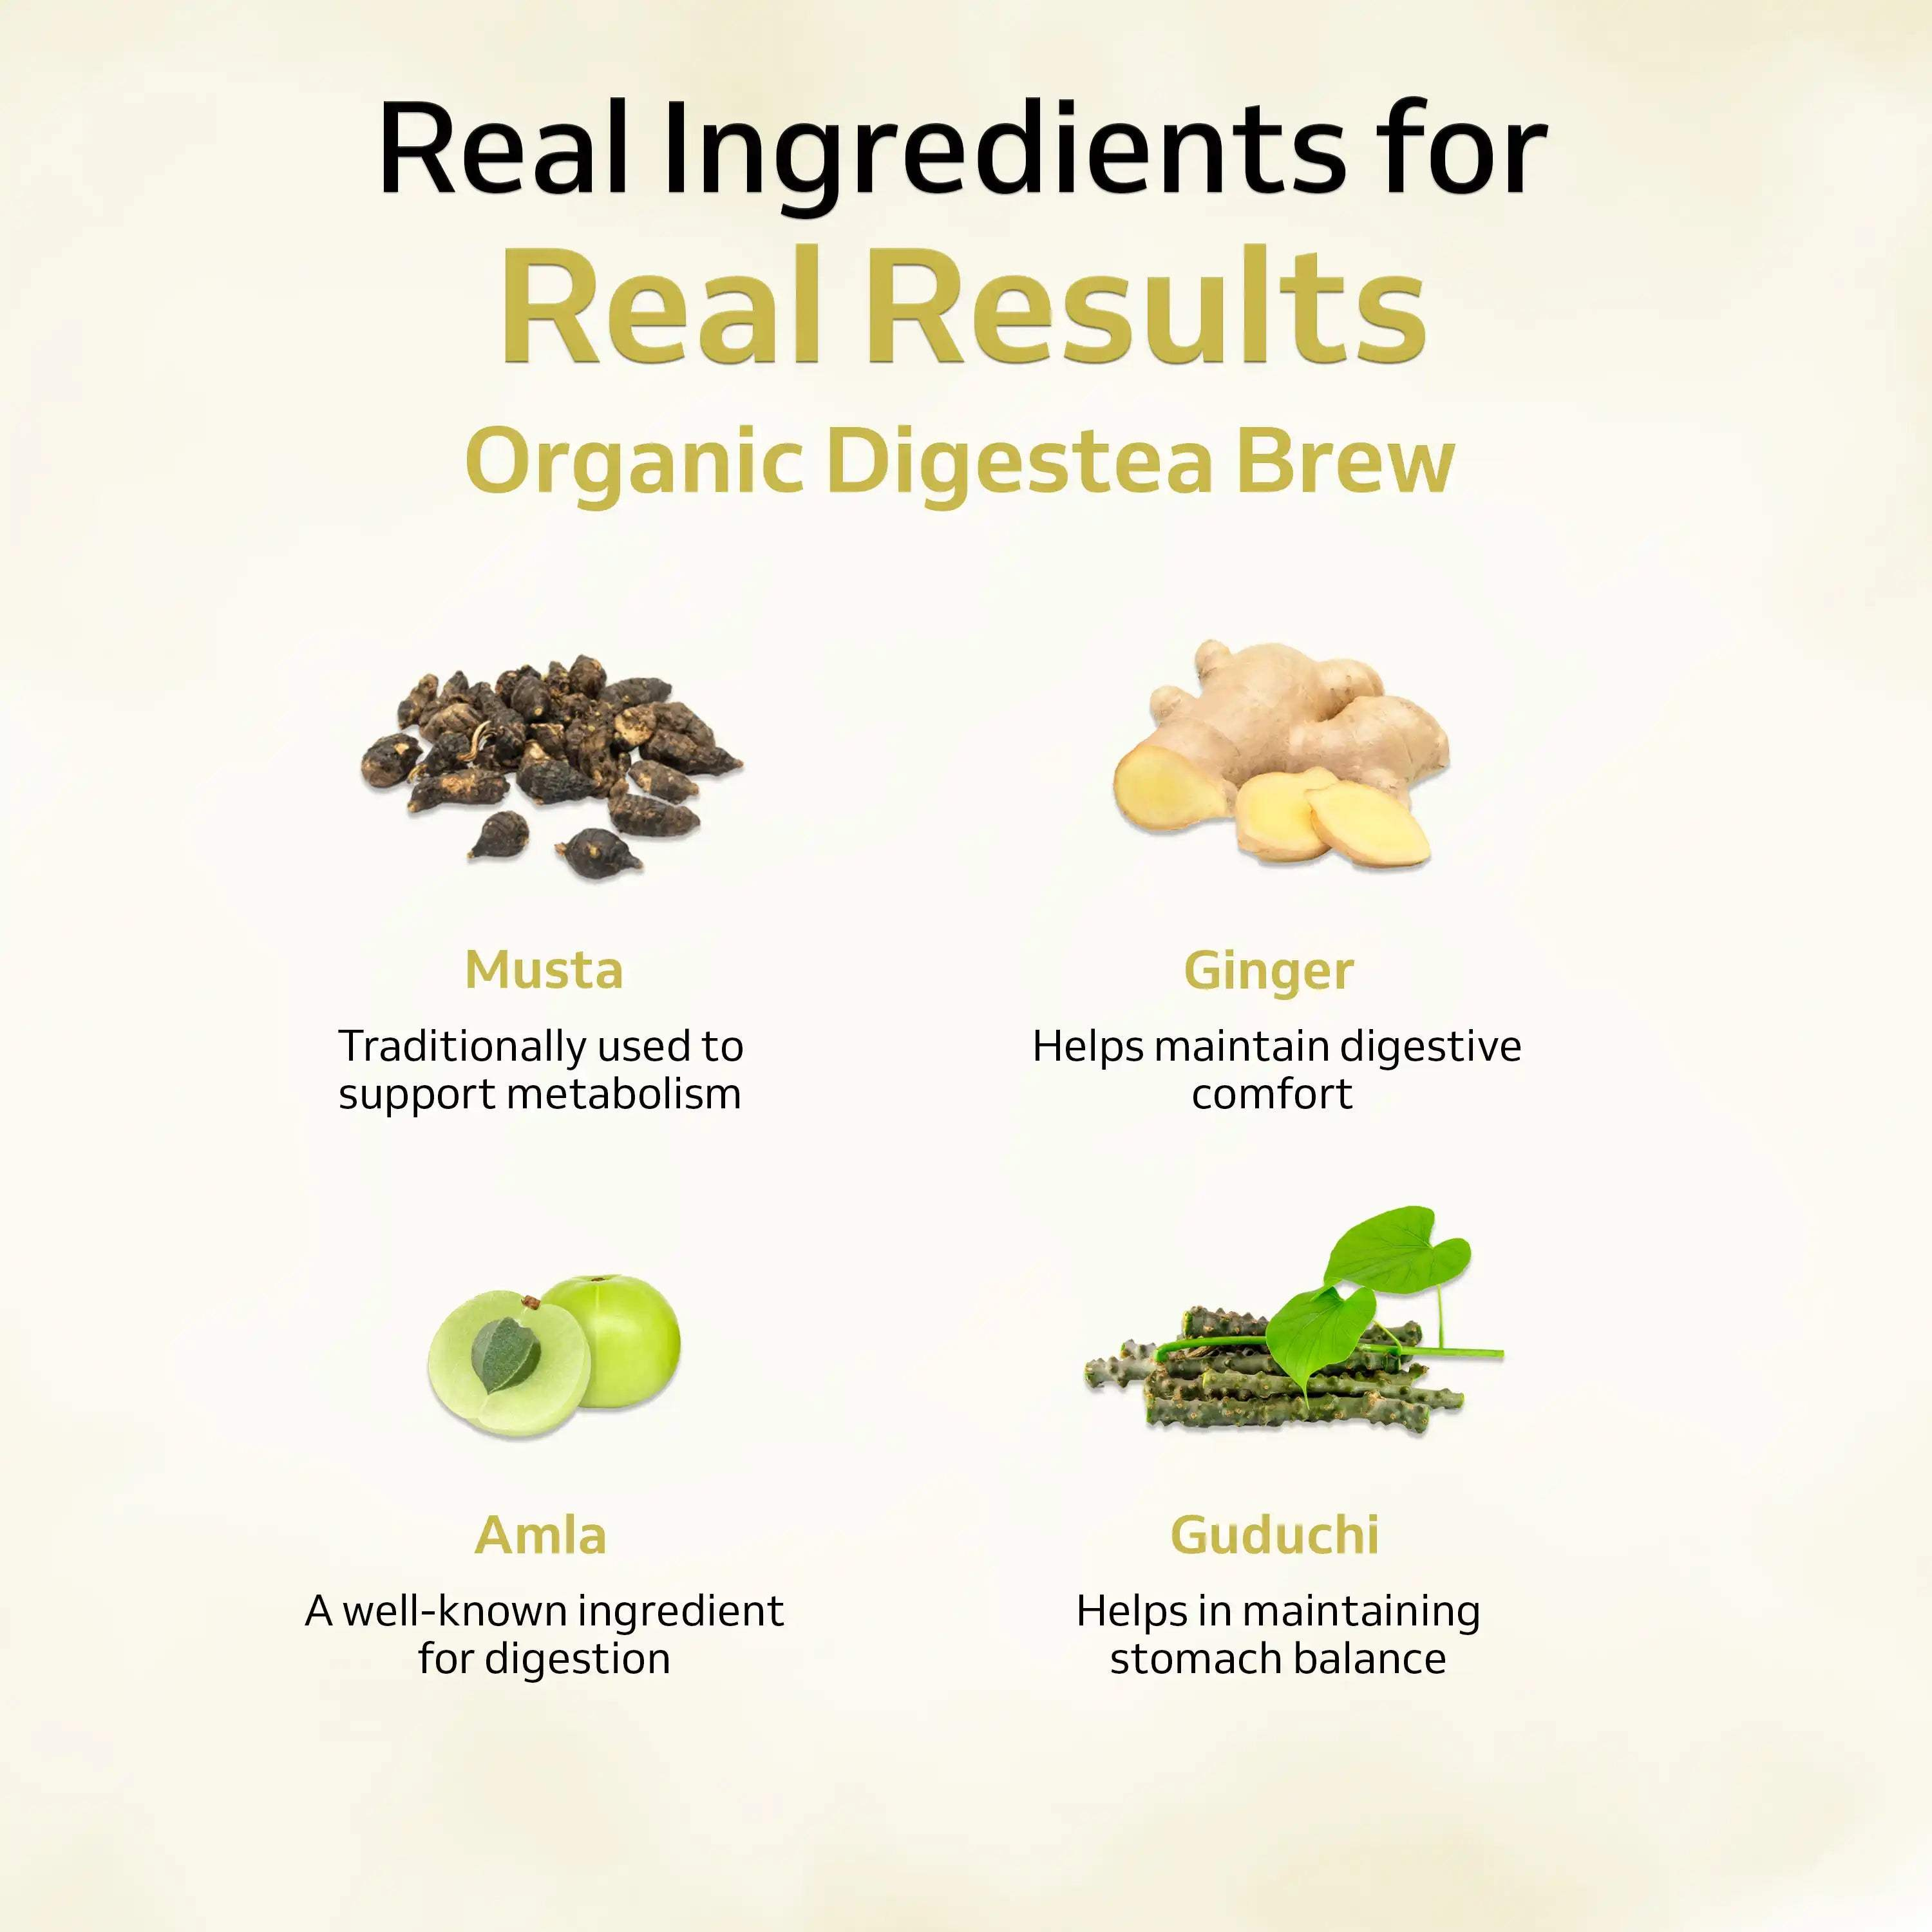 Real Ingredients for
Real Results
Organic Digestea Brew
Musta
Traditionally used to
support metabolism
Ginger
Helps maintain digestive
comfort
Amla
A well-known ingredient
for digestion
Guduchi
Helps in maintaining
stomach balance